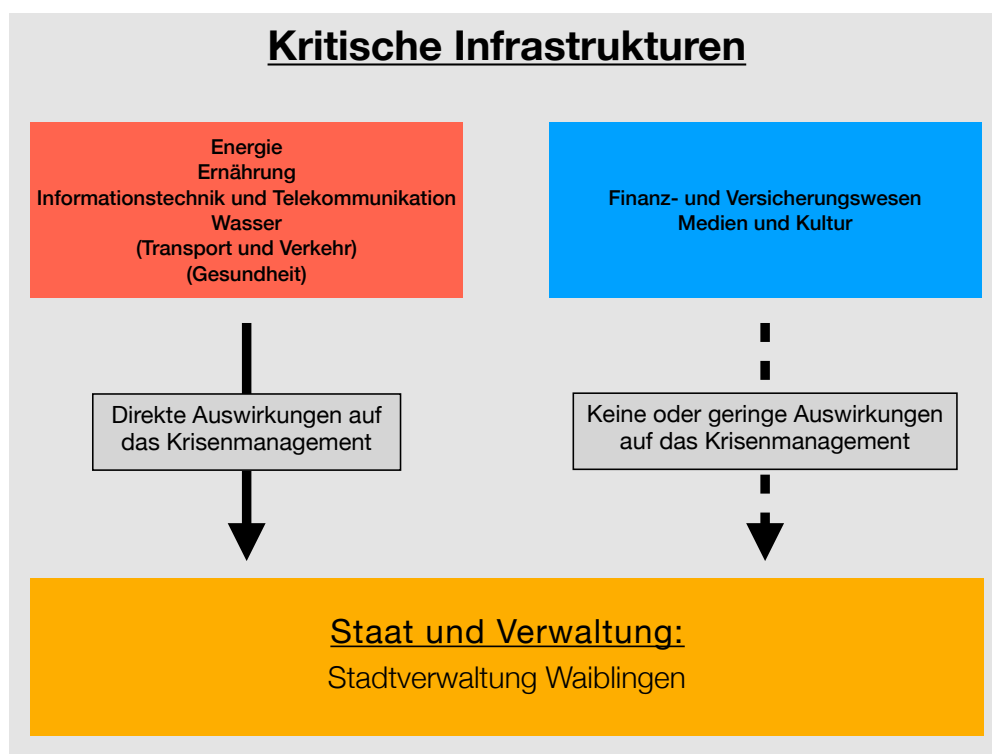 Kritische Infrastrukturen
Energie
Ernährung
Informationstechnik und Telekommunikation
Wasser
(Transport und Verkehr)
(Gesundheit)
Finanz- und Versicherungswesen
Medien und Kultur
Direkte Auswirkungen auf
das Krisenmanagement
Keine oder geringe Auswirkungen
auf das Krisenmanagement
Staat und Verwaltung:
Stadtverwaltung Waiblingen